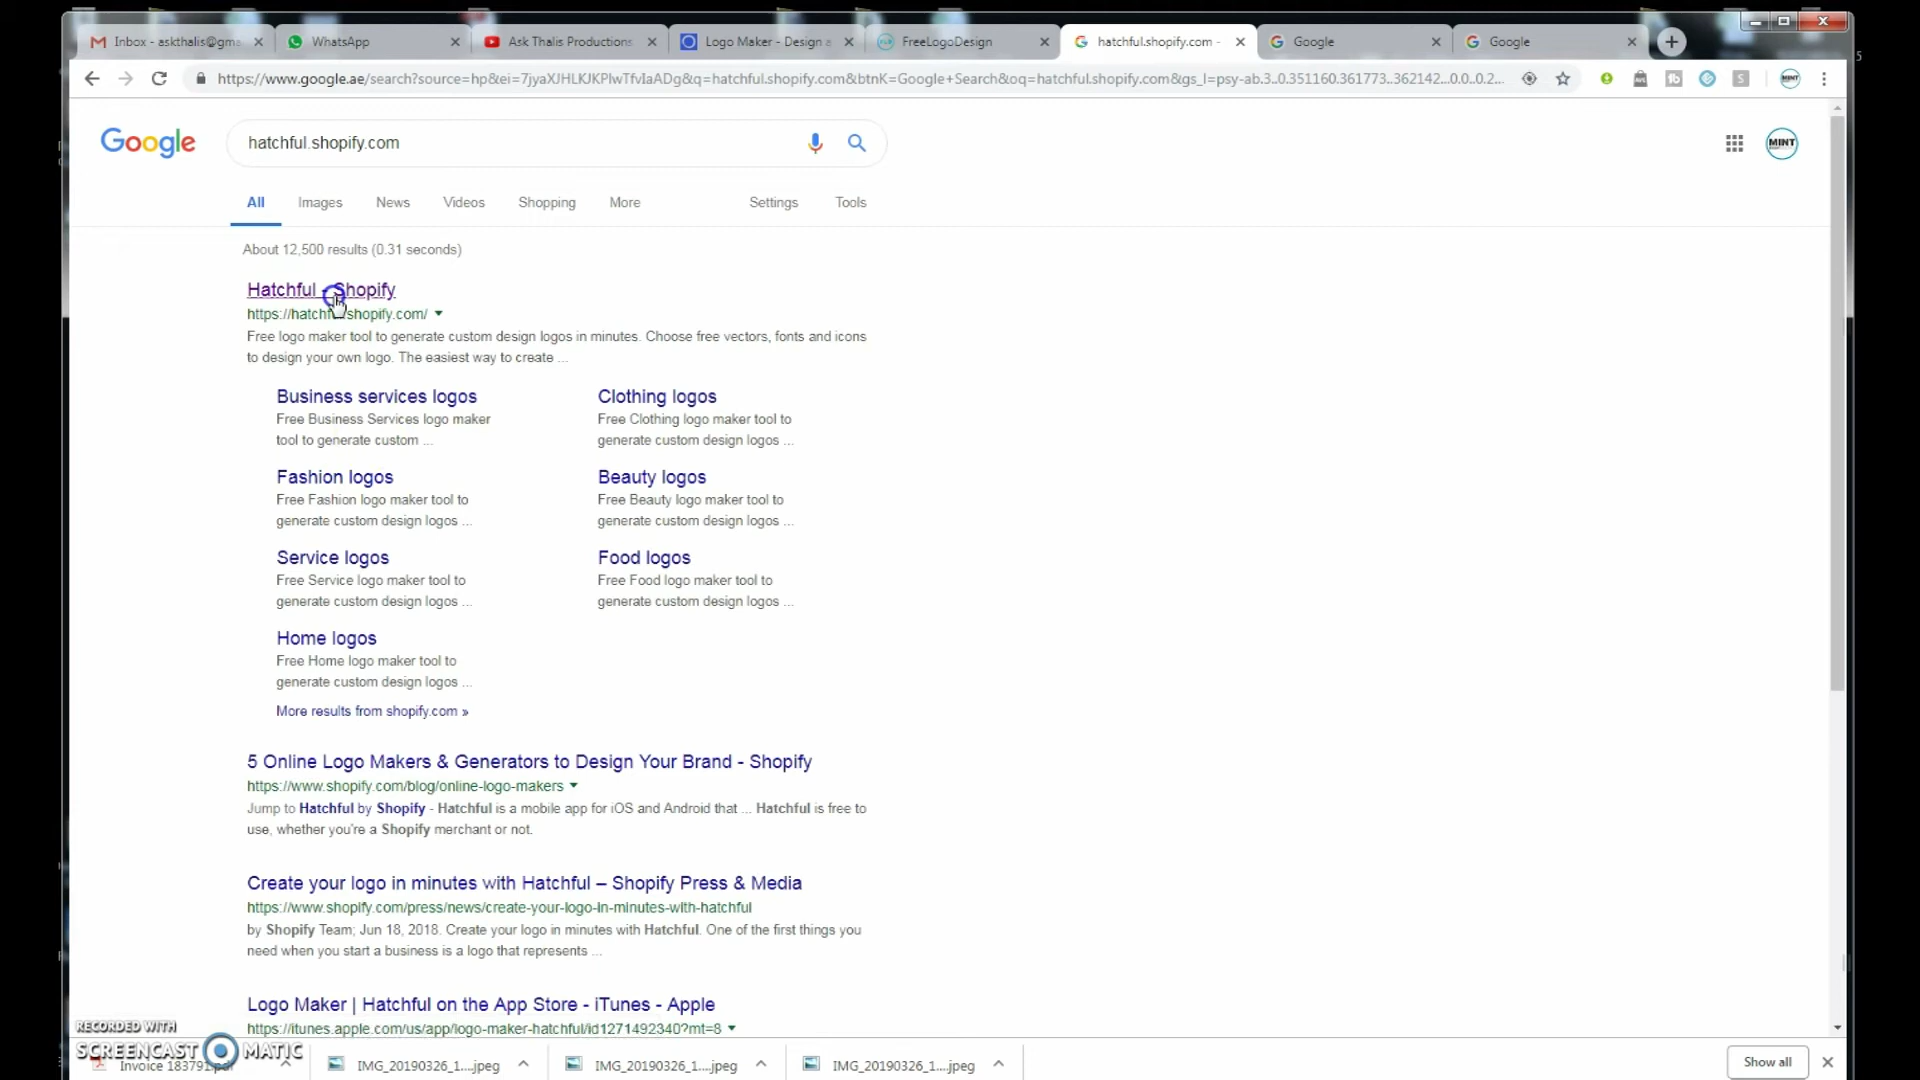 Inbox - askthalis@gma
WhatsApp
Ask Thalis Productions
Logo Maker - Design a
FreeLogoDesign
hatchful.shopify.com -
Google
Google
https://www.google.ae/search?source=hp&ei=7jyaXJHLKJKPlwTfvIaADg&q=hatchful.shopify.com&btnK=Google+Search&oq=hatchful.shopify.com&gs_l=psy-ab.3..0.351160.361773..362142...0.0..0.2...
Google
hatchful.shopify.com
MINT
All
Images
News
Videos
Shopping
More
Settings
Tools
About 12,500 results (0.31 seconds)
Hatchful - Shopify
https://hatchful.shopify.com/
Free logo maker tool to generate custom design logos in minutes. Choose free vectors, fonts and icons
to design your own logo. The easiest way to create ...
Business services logos
Free Business Services logo maker
tool to generate custom ...
Clothing logos
Free Clothing logo maker tool to
generate custom design logos ...
Fashion logos
Free Fashion logo maker tool to
generate custom design logos ...
Beauty logos
Free Beauty logo maker tool to
generate custom design logos ...
Service logos
Free Service logo maker tool to
generate custom design logos ...
Food logos
Free Food logo maker tool to
generate custom design logos ...
Home logos
Free Home logo maker tool to
generate custom design logos ...
More results from shopify.com »
5 Online Logo Makers & Generators to Design Your Brand - Shopify
https://www.shopify.com/blog/online-logo-makers
Jump to Hatchful by Shopify - Hatchful is a mobile app for iOS and Android that ... Hatchful is free to
use, whether you're a Shopify merchant or not.
Create your logo in minutes with Hatchful – Shopify Press & Media
https://www.shopify.com/press/news/create-your-logo-in-minutes-with-hatchful
by Shopify Team; Jun 18, 2018. Create your logo in minutes with Hatchful. One of the first things you
need when you start a business is a logo that represents ...
Logo Maker | Hatchful on the App Store - iTunes - Apple
https://itunes.apple.com/us/app/logo-maker-hatchful/id1271492340?mt=8
RECORDED WITH
SCREENCAST MATIC
Invoice 183791.pdf
IMG_20190326_1....jpeg
IMG_20190326_1....jpeg
IMG_20190326_1....jpeg
Show all